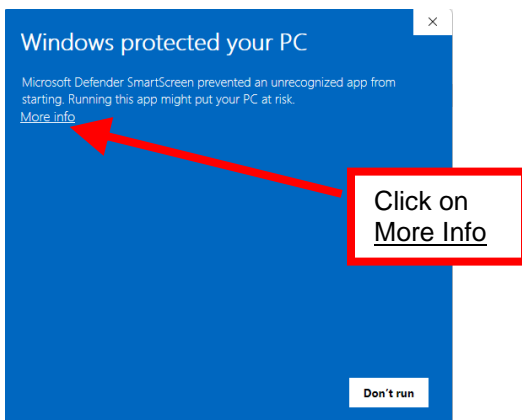 Windows protected your PC
Microsoft Defender SmartScreen prevented an unrecognized app from
starting. Running this app might put your PC at risk.
More info
Click on
More Info
Don't run